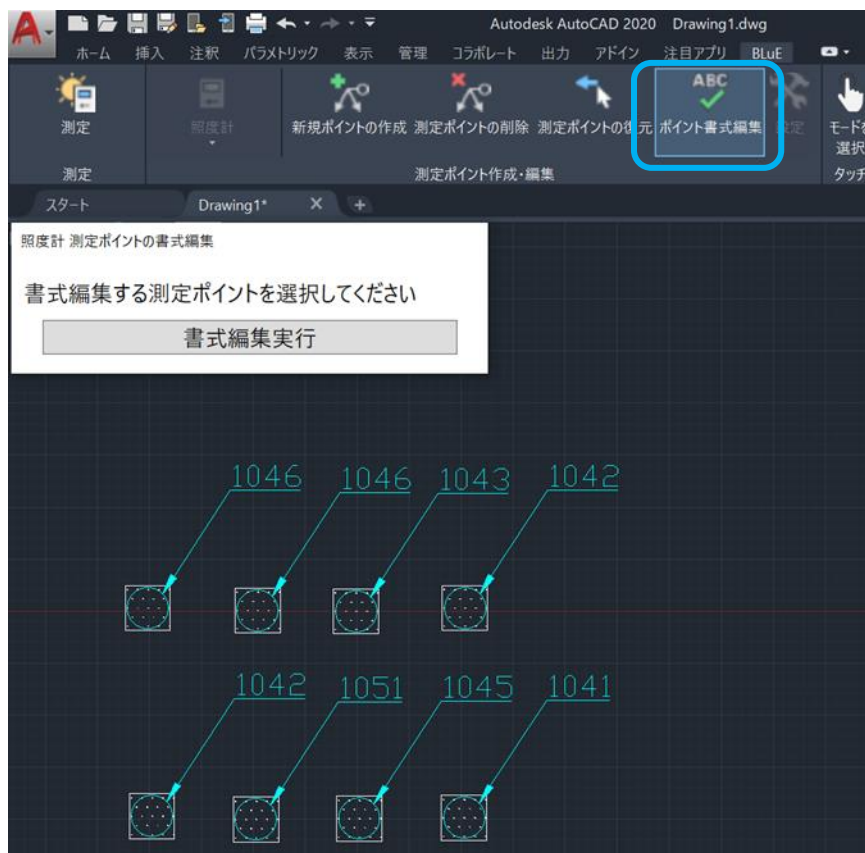 Autodesk AutoCAD 2020 Drawing1.dwg
ホーム 挿入 注釈 パラメトリック 表示 管理 コラボレート 出力 アドイン 注目アプリ BLuE
ABC
測定 照度計 新規ポイントの作成 測定ポイントの削除 測定ポイントの復元 ポイント書式編集 設定 モードを
選択
測定 測定ポイント作成・編集 タッチ
スタート Drawing1* +
照度計 測定ポイントの書式編集
書式編集する測定ポイントを選択してください
書式編集実行
1046 1046 1043 1042
1042 1051 1045 1041